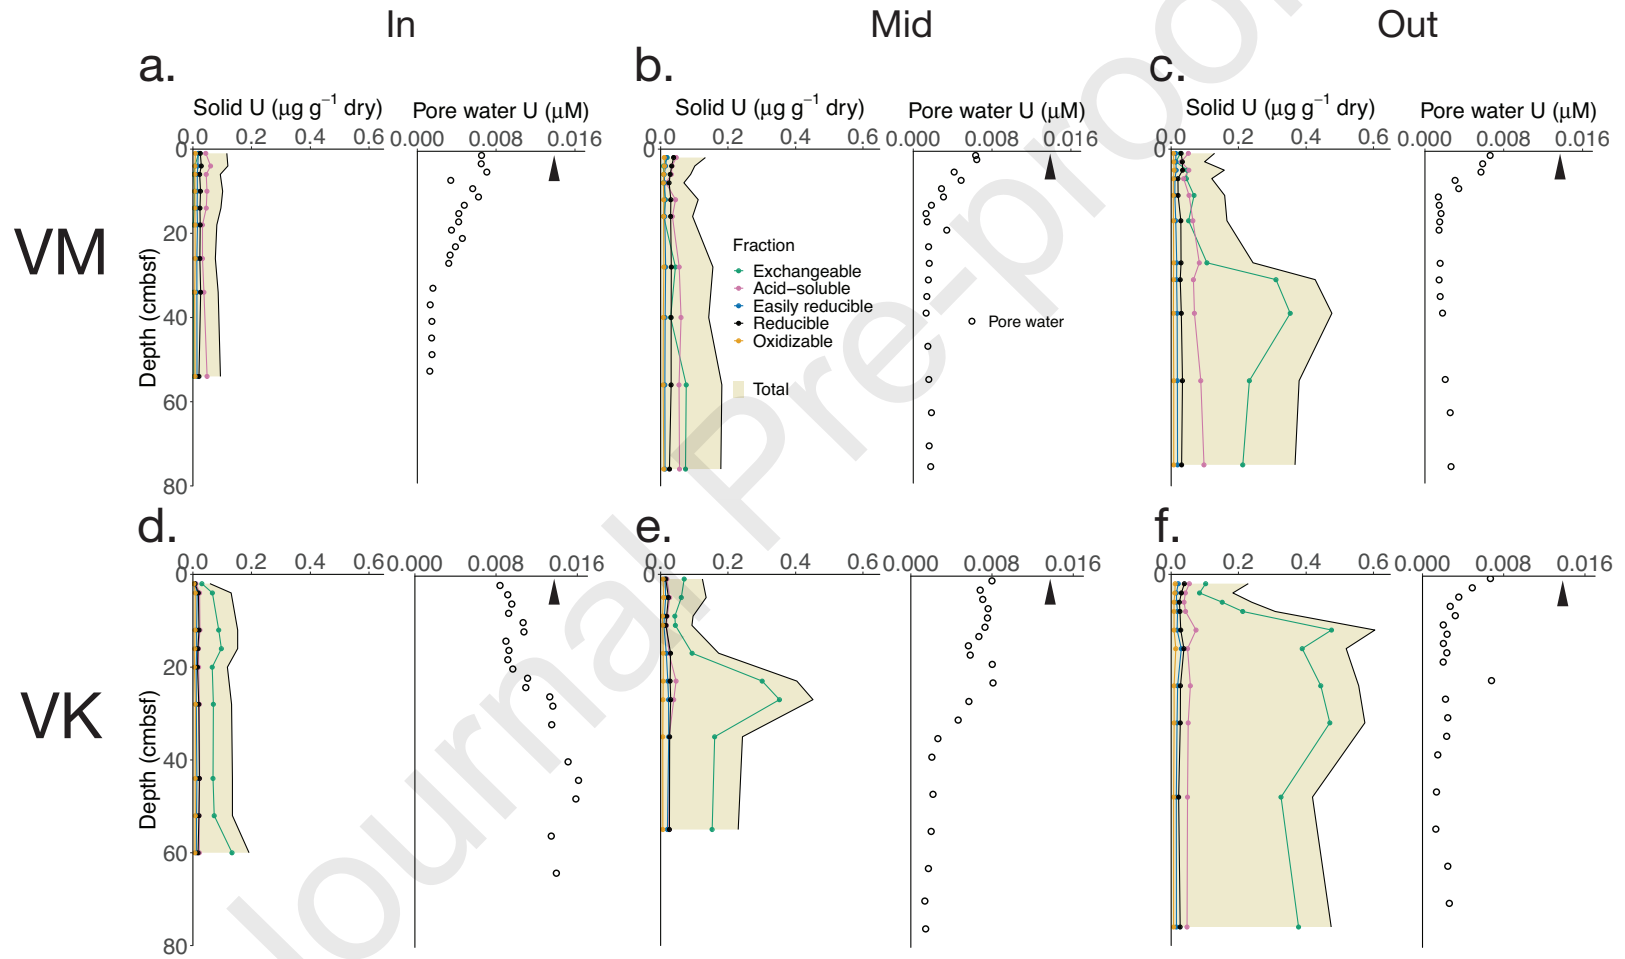 In Mid Out
a. b. c.
Solid U (µg g⁻¹ dry) Pore water U (µM) Solid U (µg g⁻¹ dry) Pore water U (µM) Solid U (µg g⁻¹ dry) Pore water U (µM)
0.0 0.2 0.4 0.6 0.000 0.008 0.016 0.0 0.2 0.4 0.6 0.000 0.008 0.016 0.0 0.2 0.4 0.6 0.000 0.008 0.016
0 0 0
20
40
60
80
Depth (cmbsf)
VM
Fraction
Exchangeable
Acid−soluble
Easily reducible
Reducible
Oxidizable
Total
Pore water
d. e. f.
0.0 0.2 0.4 0.6 0.000 0.008 0.016 0.0 0.2 0.4 0.6 0.000 0.008 0.016 0.0 0.2 0.4 0.6 0.000 0.008 0.016
0 0 0
20
40
60
80
Depth (cmbsf)
VK
Journal Pre-proof